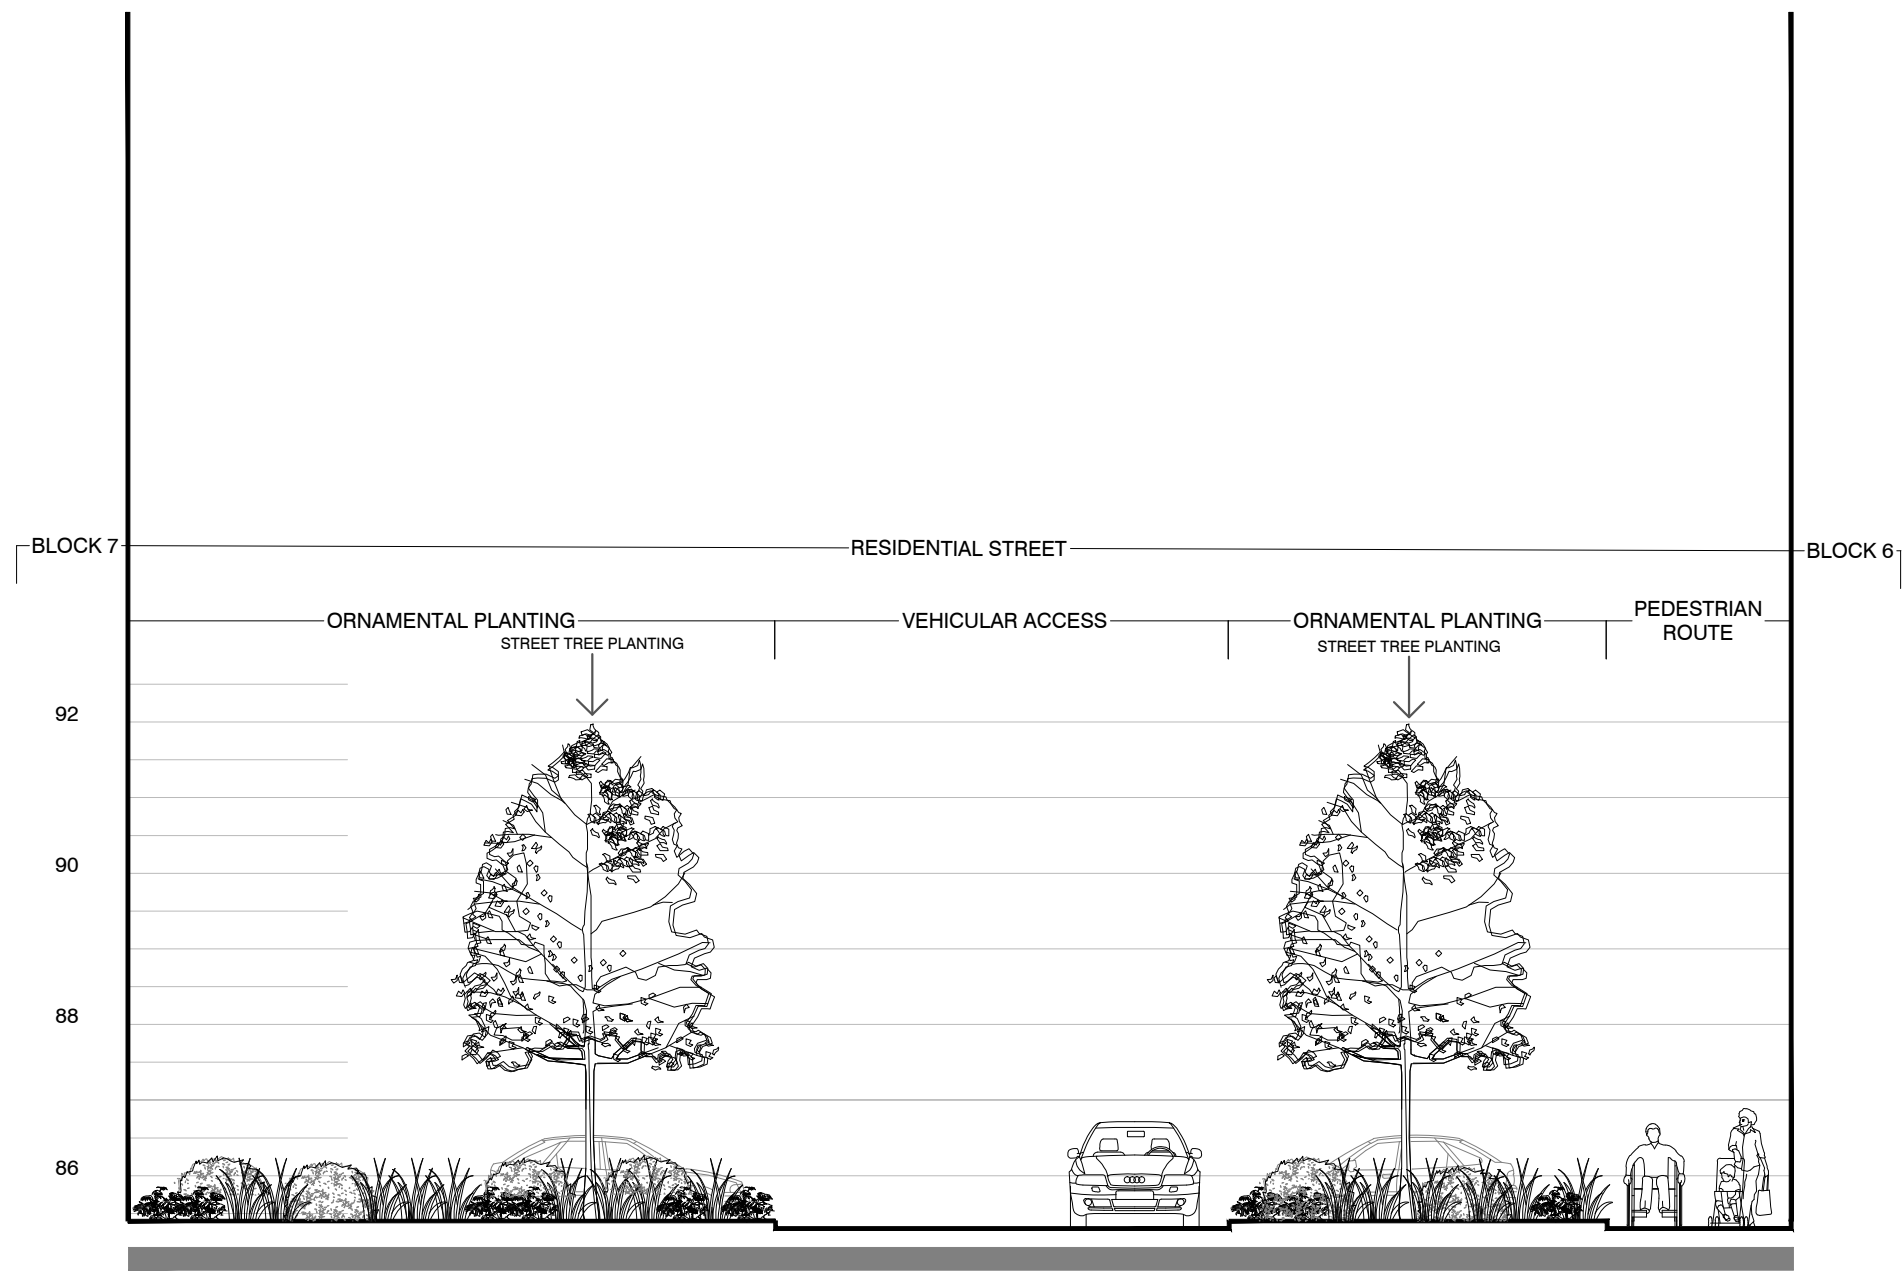 BLOCK 7
RESIDENTIAL STREET
BLOCK 6
ORNAMENTAL PLANTING
STREET TREE PLANTING
VEHICULAR ACCESS
ORNAMENTAL PLANTING
STREET TREE PLANTING
PEDESTRIAN
ROUTE
92
90
88
86